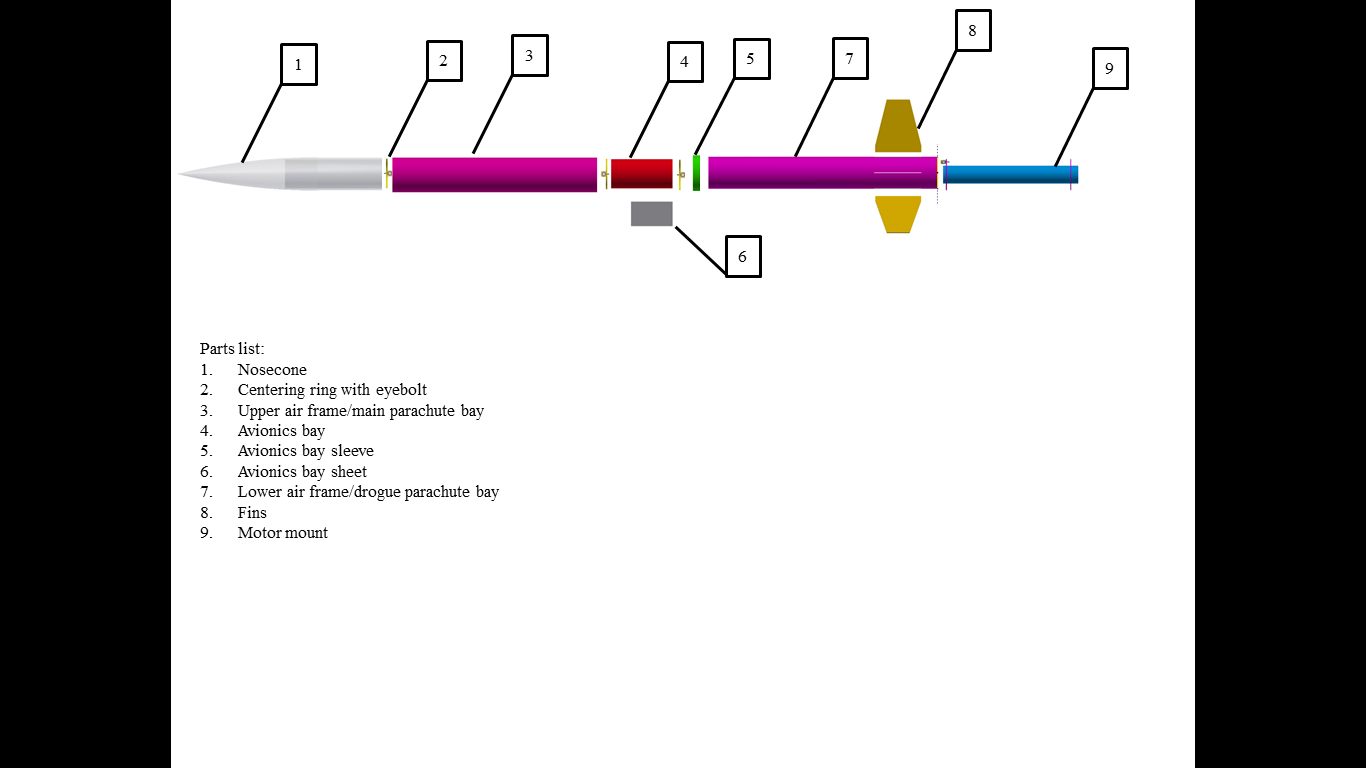 1
2
3
4
5
7
8
9
6
Parts list:
1. Nosecone
2. Centering ring with eyebolt
3. Upper air frame/main parachute bay
4. Avionics bay
5. Avionics bay sleeve
6. Avionics bay sheet
7. Lower air frame/drogue parachute bay
8. Fins
9. Motor mount